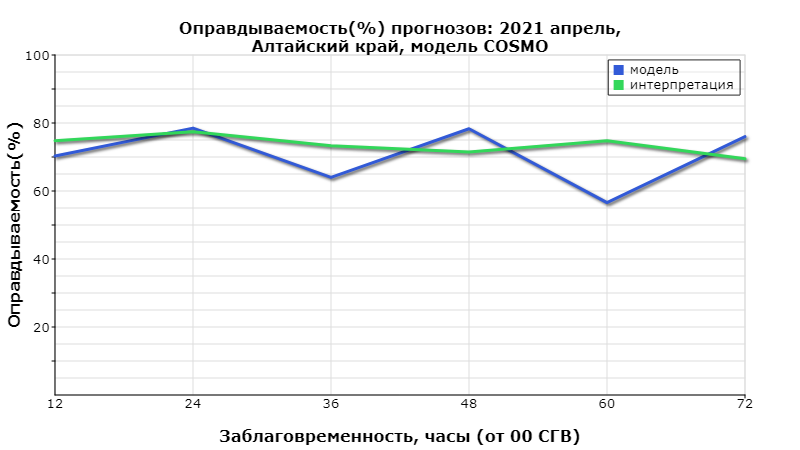 Оправдываемость(%) прогнозов: 2021 апрель,
Алтайский край, модель COSMO
модель
интерпретация
Оправдываемость(%)
100
80
60
40
20
12 24 36 48 60 72
Заблаговременность, часы (от 00 СГВ)